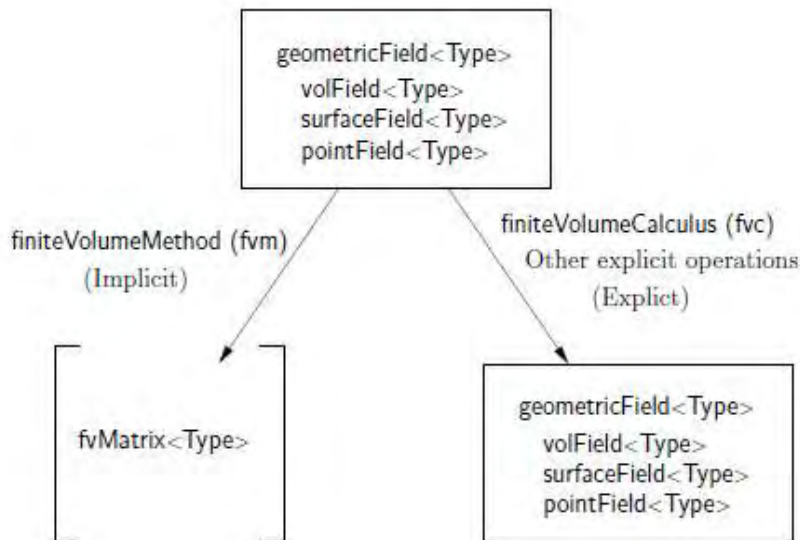 geometricField<Type>
volField<Type>
surfaceField<Type>
pointField<Type>
finiteVolumeMethod (fvm)
(Implicit)
finiteVolumeCalculus (fvc)
Other explicit operations
(Explict)
fvMatrix<Type>
geometricField<Type>
volField<Type>
surfaceField<Type>
pointField<Type>